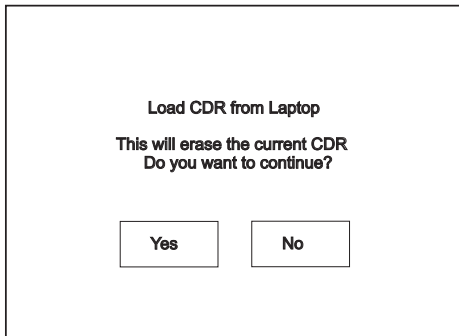 Load CDR from Laptop
This will erase the current CDR
Do you want to continue?
Yes
No